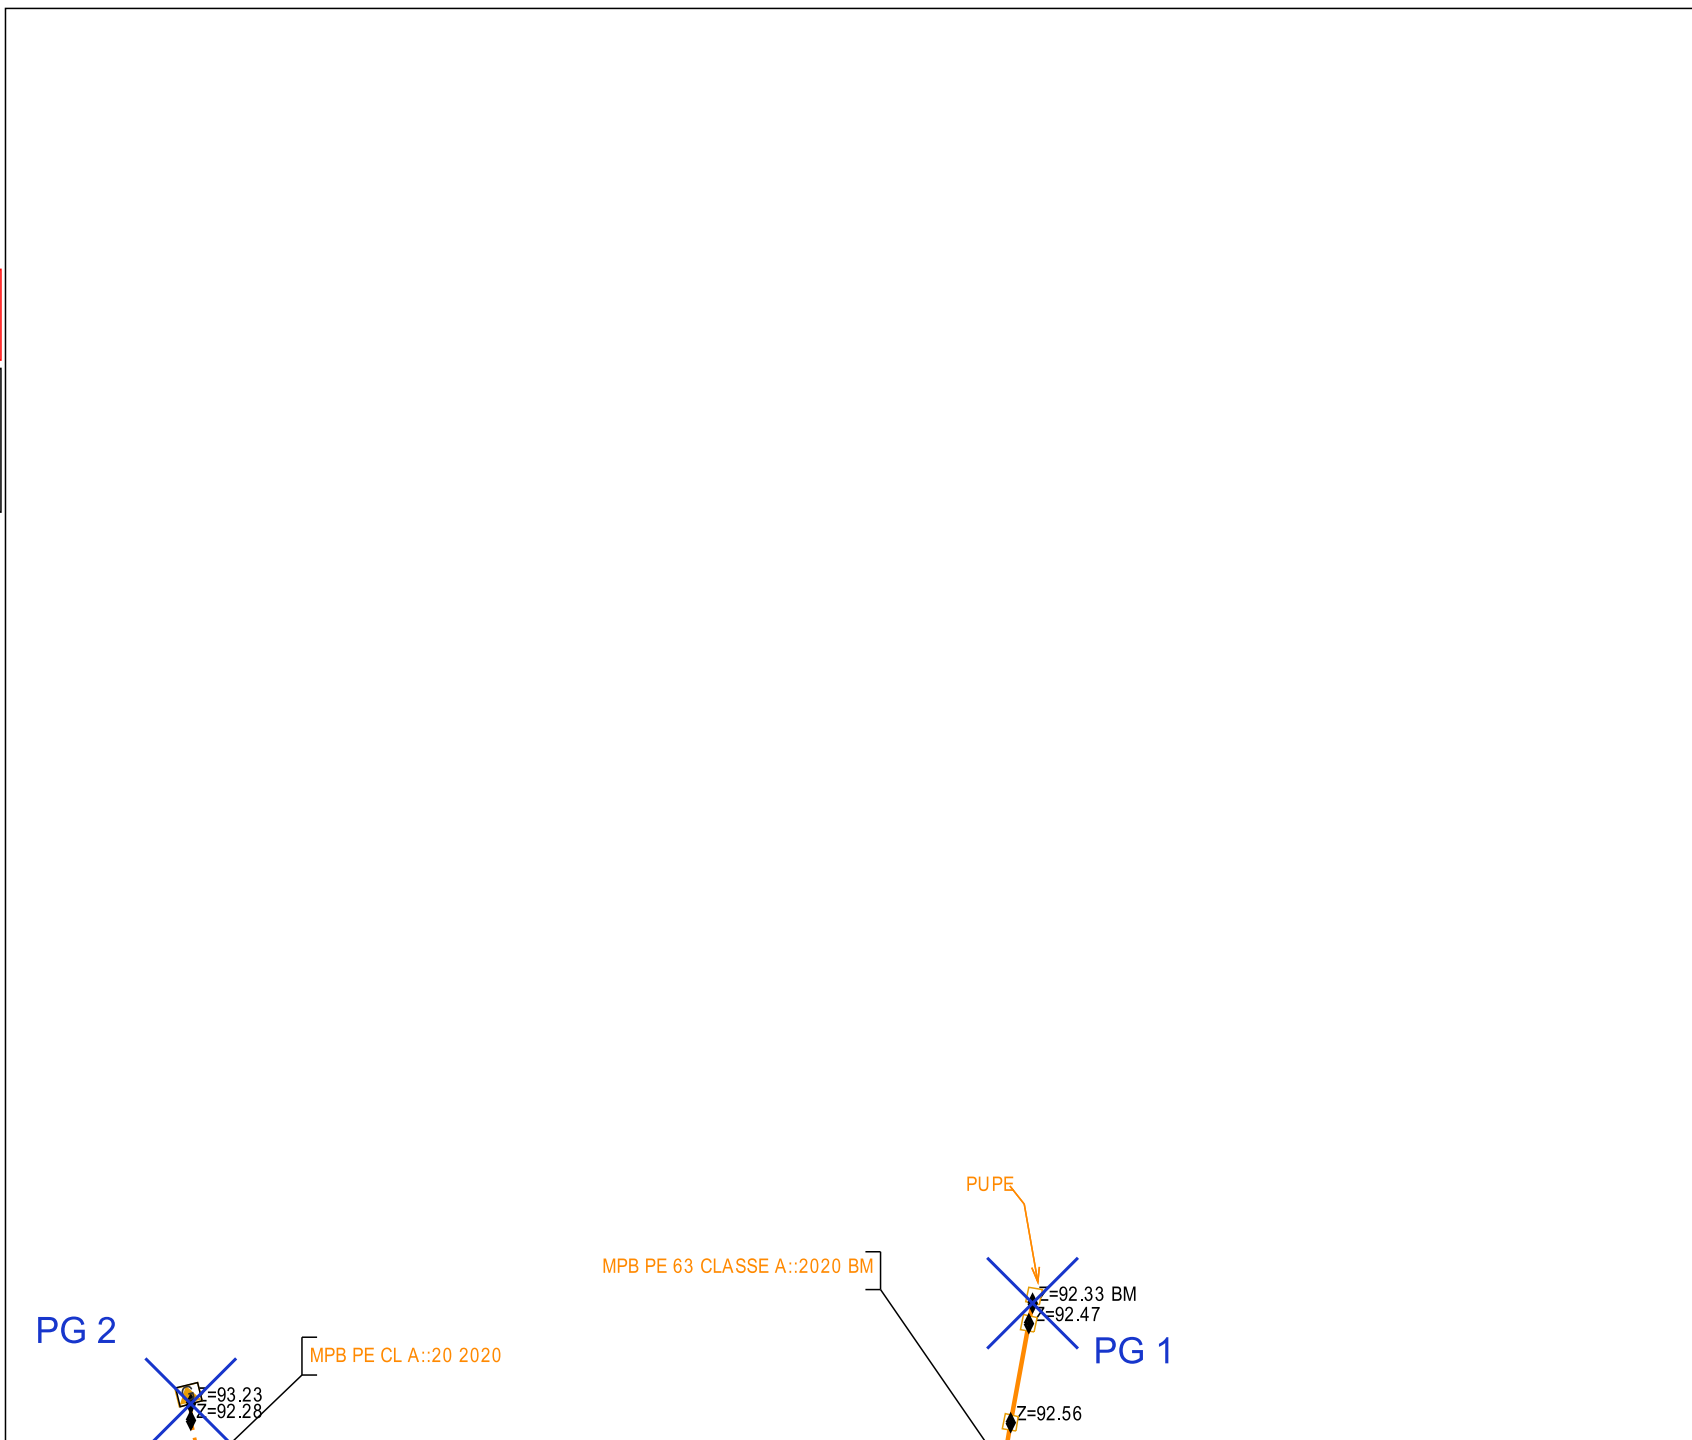 PUPE
MPB PE 63 CLASSE A::2020 BM
Z=92.33 BM
Z=92.47
PG 2
PG 1
MPB PE CL A::20 2020
Z=93.23
Z=92.28
Z=92.56